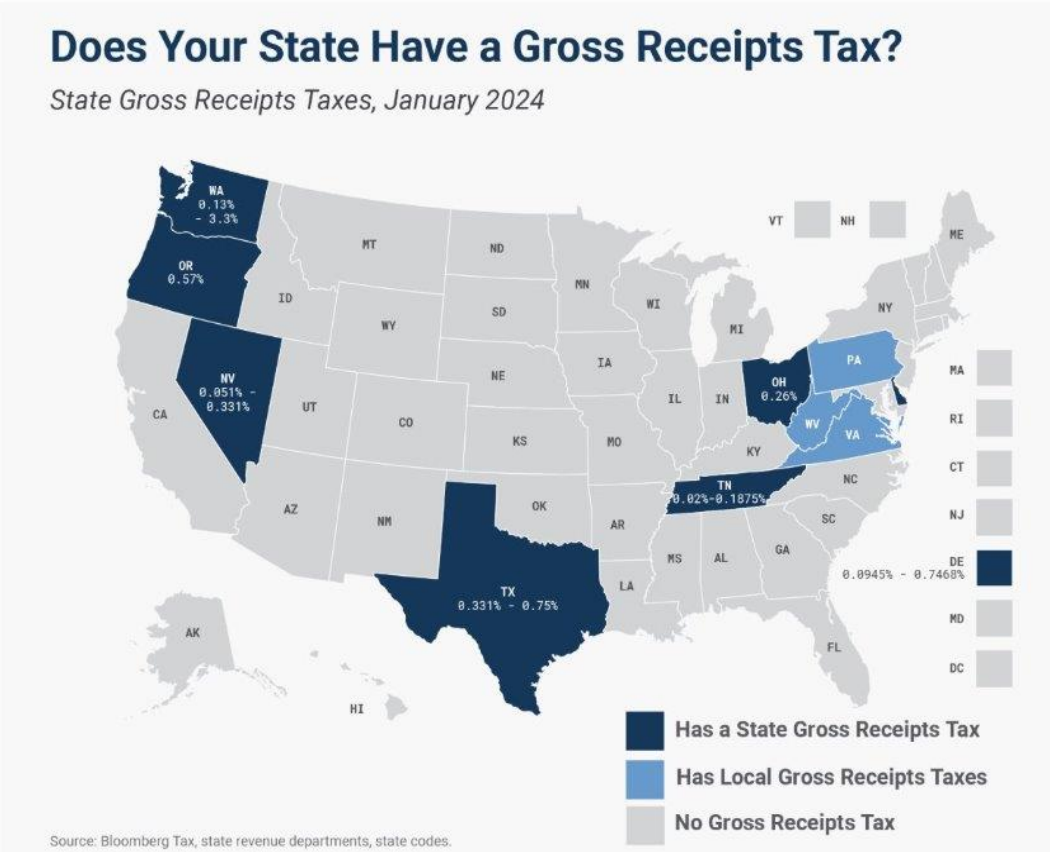 Does Your State Have a Gross Receipts Tax?
State Gross Receipts Taxes, January 2024
WA
0.13%
- 3.3%
VT
NH
ME
MT
ND
OR
0.57%
MN
ID
WI
NY
SD
WY
MI
PA
IA
MA
NE
NV
0.051% -
0.331%
OH
0.26%
IL
IN
UT
CA
RI
CO
WV
VA
KS
MO
KY
CT
NC
TN
0.02%-0.1875%
OK
AZ
NM
AR
SC
NJ
MS
AL
GA
DE
0.0945% - 0.7468%
LA
TX
0.331% - 0.75%
MD
AK
FL
DC
HI
Has a State Gross Receipts Tax
Has Local Gross Receipts Taxes
No Gross Receipts Tax
Source: Bloomberg Tax, state revenue departments, state codes.